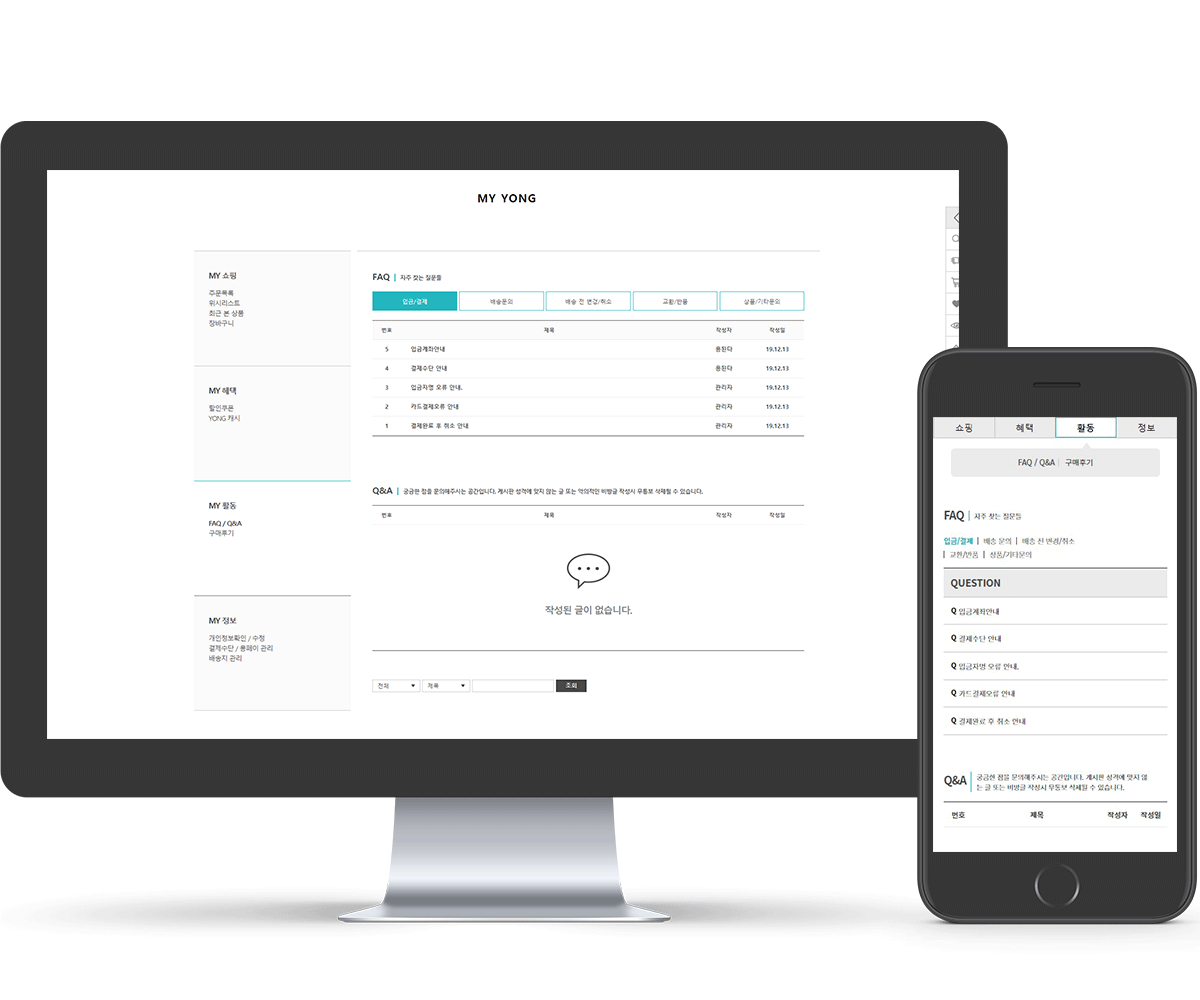 MY YONG
MY 쇼핑
주문목록
위시리스트
최근 본 상품
장바구니
MY 혜택
할인쿠폰
YONG 캐시
MY 활동
FAQ / Q&A
구매후기
MY 정보
개인정보확인 / 수정
결제수단 / 용페이 관리
배송지 관리
FAQ | 자주 찾는 질문들
입금/결제 배송문의 배송 전 변경/취소 교환/반품 상품/기타문의
번호 제목 작성자 작성일
5 입금계좌안내 용된다 19.12.13
4 결제수단 안내 용된다 19.12.13
3 입금자명 오류 안내. 관리자 19.12.13
2 카드결제오류 안내 관리자 19.12.13
1 결제완료 후 취소 안내 관리자 19.12.13
Q&A | 궁금한 점을 문의해주시는 공간입니다. 게시판 성격에 맞지 않는 글 또는 악의적인 비방글 작성시 무통보 삭제될 수 있습니다.
번호 제목 작성자 작성일
작성된 글이 없습니다.
전체 제목 조회
쇼핑 혜택 활동 정보
FAQ / Q&A | 구매후기
FAQ | 자주 찾는 질문들
입금/결제 | 배송 문의 | 배송 전 변경/취소
| 교환/반품 | 상품/기타문의
QUESTION
Q 입금계좌안내
Q 결제수단 안내
Q 입금자명 오류 안내.
Q 카드결제오류 안내
Q 결제완료 후 취소 안내
Q&A | 궁금한 점을 문의해주시는 공간입니다. 게시판 성격에 맞지 않
는 글 또는 비방글 작성시 무통보 삭제될 수 있습니다.
번호 제목 작성자 작성일